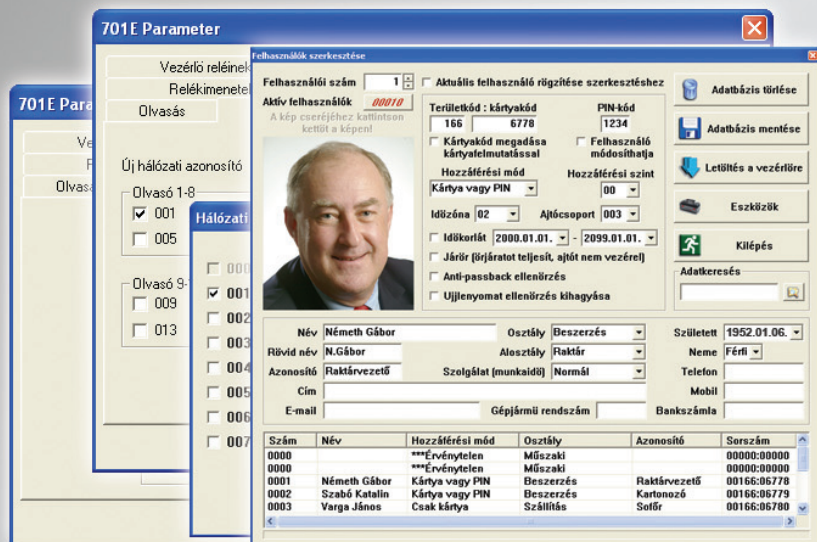 701E Parameter
Vezérlő reléinek
Relékimenetel
Olvasás
Új hálózati azonosító
Olvasó 1-8
001
005
009
013
Hálózati
000
001
002
003
004
005
006
007
Felhasználók szerkesztése
Felhasználói szám 1
Aktuális felhasználó rögzítése szerkesztéshez
Aktív felhasználók 00010
A kép cseréjéhez kattintson
kettőt a képen!
Területkód : kártyakód PIN-kód
166 6778 1234
Kártyakód megadása
kártyafelmutatással
Felhasználó
módosíthatja
Hozzáférési mód Hozzáférési szint
Kártya vagy PIN 00
Időzóna 02 Ajtócsoport 003
Időkorlát 2000.01.01. - 2099.01.01.
Járőr (őrjáratot teljesít, ajtót nem vezérel)
Anti-passback ellenőrzés
Ujjlenyomat ellenőrzés kihagyása
Adatbázis törlése
Adatbázis mentése
Letöltés a vezérlőre
Eszközök
Kilépés
Adatkeresés
Név Németh Gábor Osztály Beszerzés Született 1952.01.06.
Rövid név N.Gábor Alosztály Raktár Neme Férfi
Azonosító Raktárvezető Szolgálat (munkaidő) Normál Telefon
Cím Mobil
E-mail Gépjármű rendszám Bankszámla
Szám Név Hozzáférési mód Osztály Azonosító Sorszám
0000 ***Érvénytelen Műszaki 00000:00000
0000 ***Érvénytelen Műszaki 00000:00000
0001 Németh Gábor Kártya vagy PIN Beszerzés Raktárvezető 00166:06778
0002 Szabó Katalin Kártya vagy PIN Beszerzés Kartonozó 00166:06779
0003 Varga János Csak kártya Szállítás Sofőr 00166:06780